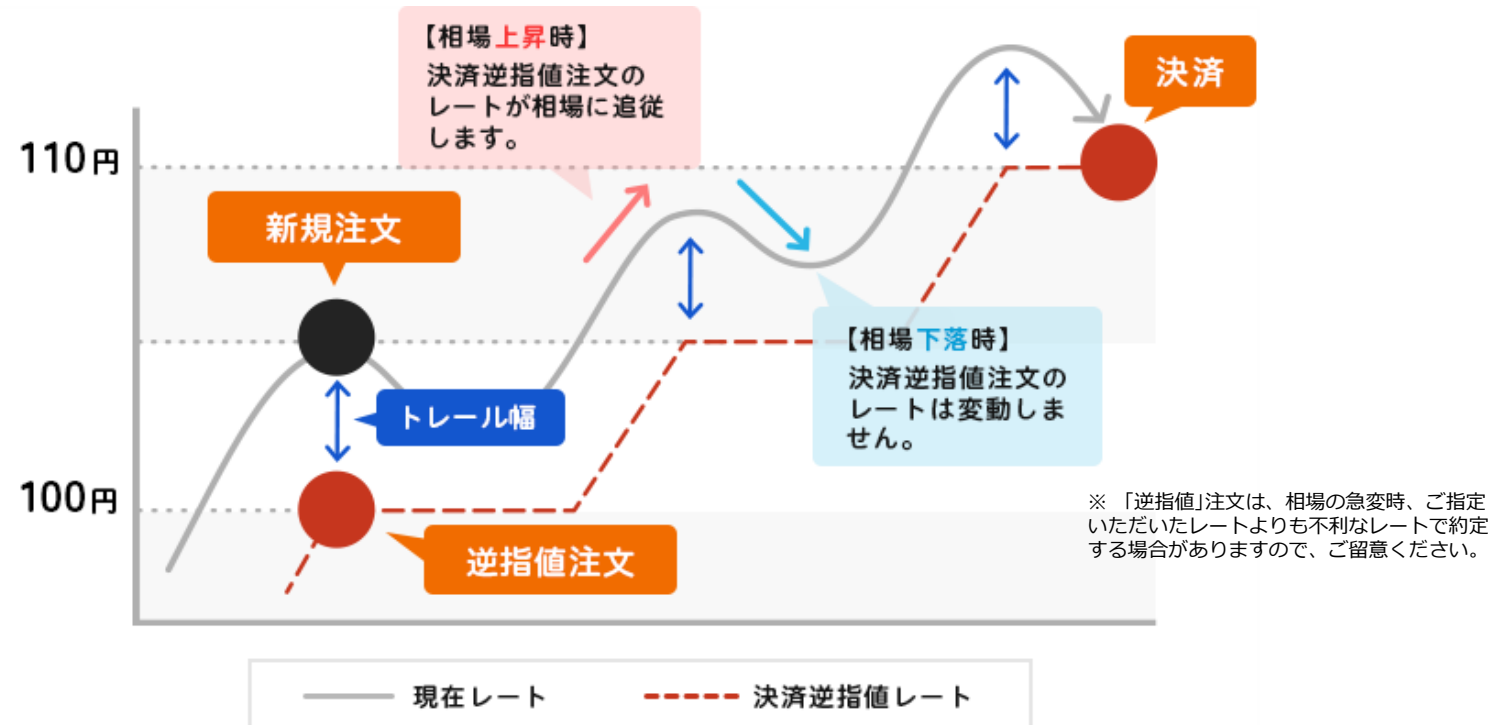 【相場上昇時】
決済逆指値注文の
レートが相場に追従
します。
決済
110円
新規注文
【相場下落時】
決済逆指値注文の
レートは変動しま
せん。
トレール幅
100円
逆指値注文
※ 「逆指値」注文は、相場の急変時、ご指定
いただいたレートよりも不利なレートで約定
する場合がありますので、ご留意ください。
現在レート
決済逆指値レート